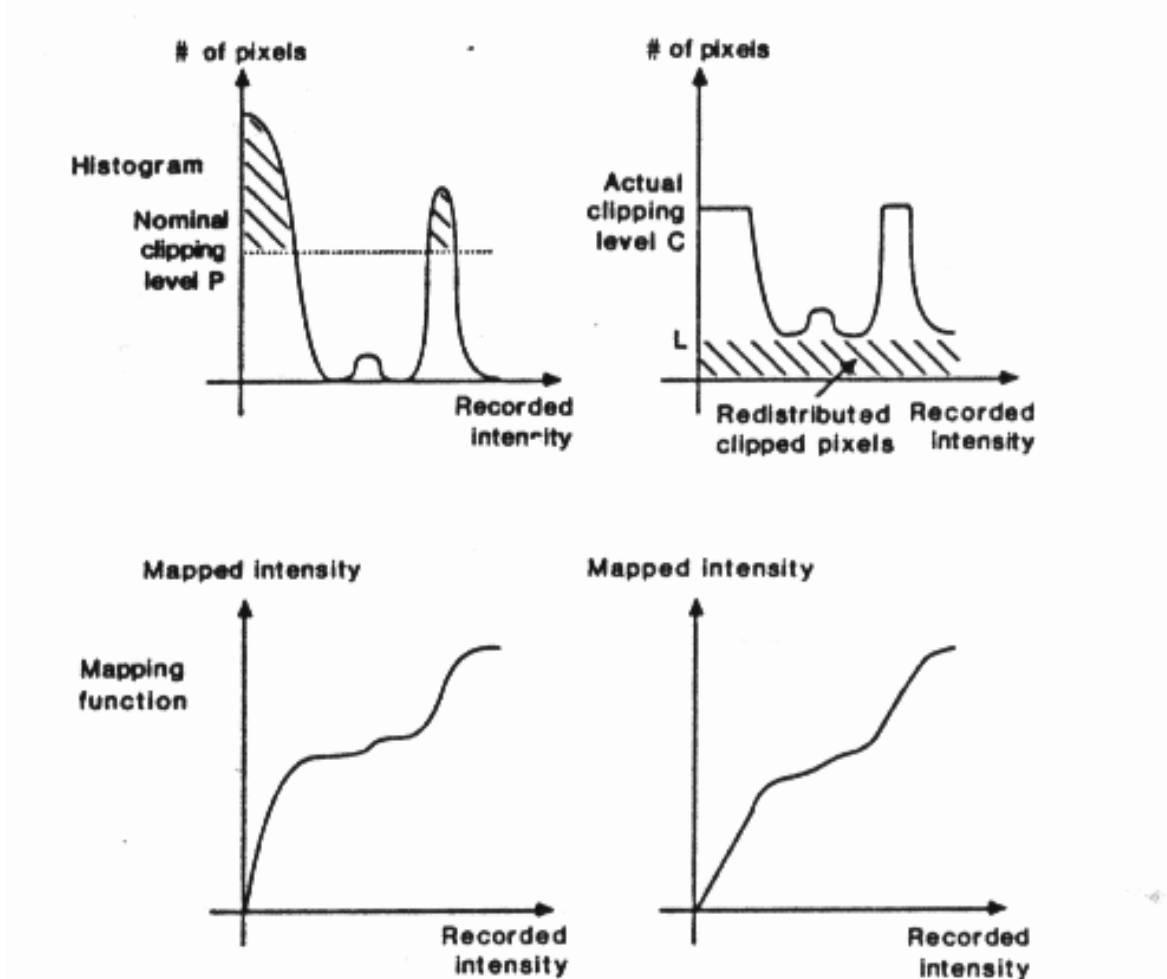 # of pixels
# of pixels
Histogram
Nominal
clipping
level P
Actual
clipping
level C
L
Recorded
intensity
Redistributed
clipped pixels
Recorded
intensity
Mapped intensity
Mapped intensity
Mapping
function
Recorded
intensity
Recorded
intensity